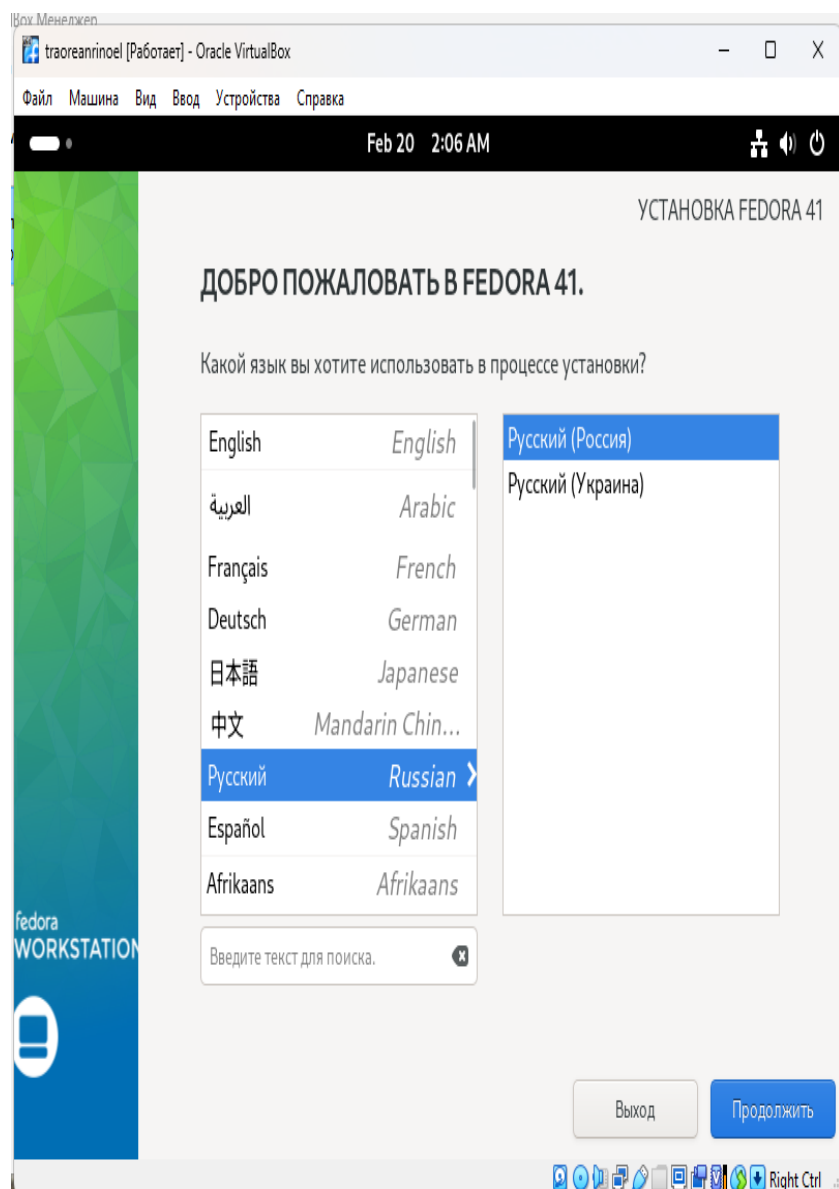 Box Менеджер
traoreanrinoel [Работает] - Oracle VirtualBox
Файл Машина Вид Ввод Устройства Справка
Feb 20 2:06 AM
УСТАНОВКА FEDORA 41
ДОБРО ПОЖАЛОВАТЬ В FEDORA 41.
Какой язык вы хотите использовать в процессе установки?
English English
العربية Arabic
Français French
Deutsch German
日本語 Japanese
中文 Mandarin Chin...
Русский Russian
Español Spanish
Afrikaans Afrikaans
Русский (Россия)
Русский (Украина)
Введите текст для поиска.
fedora
WORKSTATION
Выход Продолжить
Right Ctrl